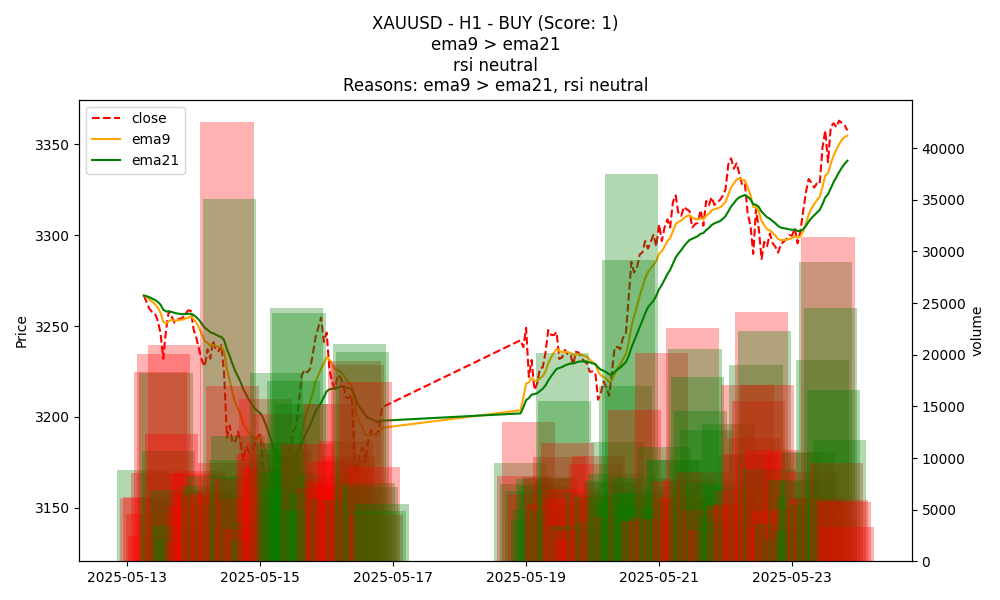 XAUUSD - H1 - BUY (Score: 1)
ema9 > ema21
rsi neutral
Reasons: ema9 > ema21, rsi neutral
close
ema9
ema21
Price
3350
3300
3250
3200
3150
40000
35000
30000
25000
20000
15000
10000
5000
0
volume
2025-05-13
2025-05-15
2025-05-17
2025-05-19
2025-05-21
2025-05-23